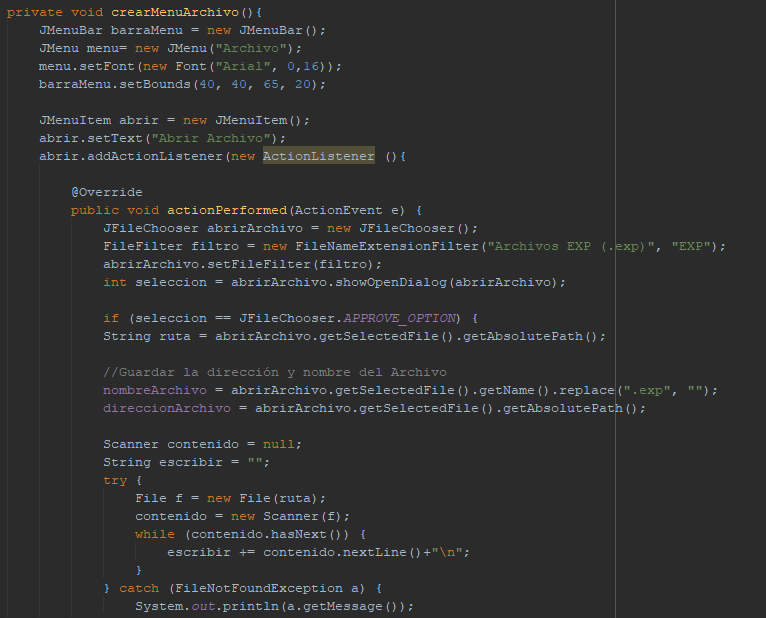 private void crearMenuArchivo(){
JMenuBar barraMenu = new JMenuBar();
JMenu menu= new JMenu("Archivo");
menu.setFont(new Font("Arial", 0,16));
barraMenu.setBounds(40, 40, 65, 20);
JMenuItem abrir = new JMenuItem();
abrir.setText("Abrir Archivo");
abrir.addActionListener(new ActionListener (){
@Override
public void actionPerformed(ActionEvent e) {
JFileChooser abrirArchivo = new JFileChooser();
FileFilter filtro = new FileNameExtensionFilter("Archivos EXP (.exp)", "EXP");
abrirArchivo.setFileFilter(filtro);
int seleccion = abrirArchivo.showOpenDialog(abrirArchivo);
if (seleccion == JFileChooser.APPROVE_OPTION) {
String ruta = abrirArchivo.getSelectedFile().getAbsolutePath();
//Guardar la dirección y nombre del Archivo
nombreArchivo = abrirArchivo.getSelectedFile().getName().replace(".exp", "");
direccionArchivo = abrirArchivo.getSelectedFile().getAbsolutePath();
Scanner contenido = null;
String escribir = "";
try {
File f = new File(ruta);
contenido = new Scanner(f);
while (contenido.hasNext()) {
escribir += contenido.nextLine()+"\n";
}
} catch (FileNotFoundException a) {
System.out.println(a.getMessage());